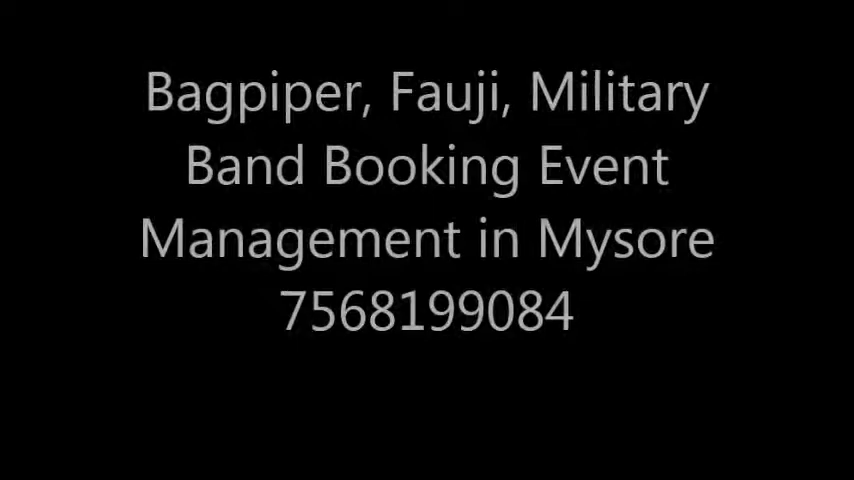 Bagpiper, Fauji, Military
Band Booking Event
Management in Mysore
7568199084